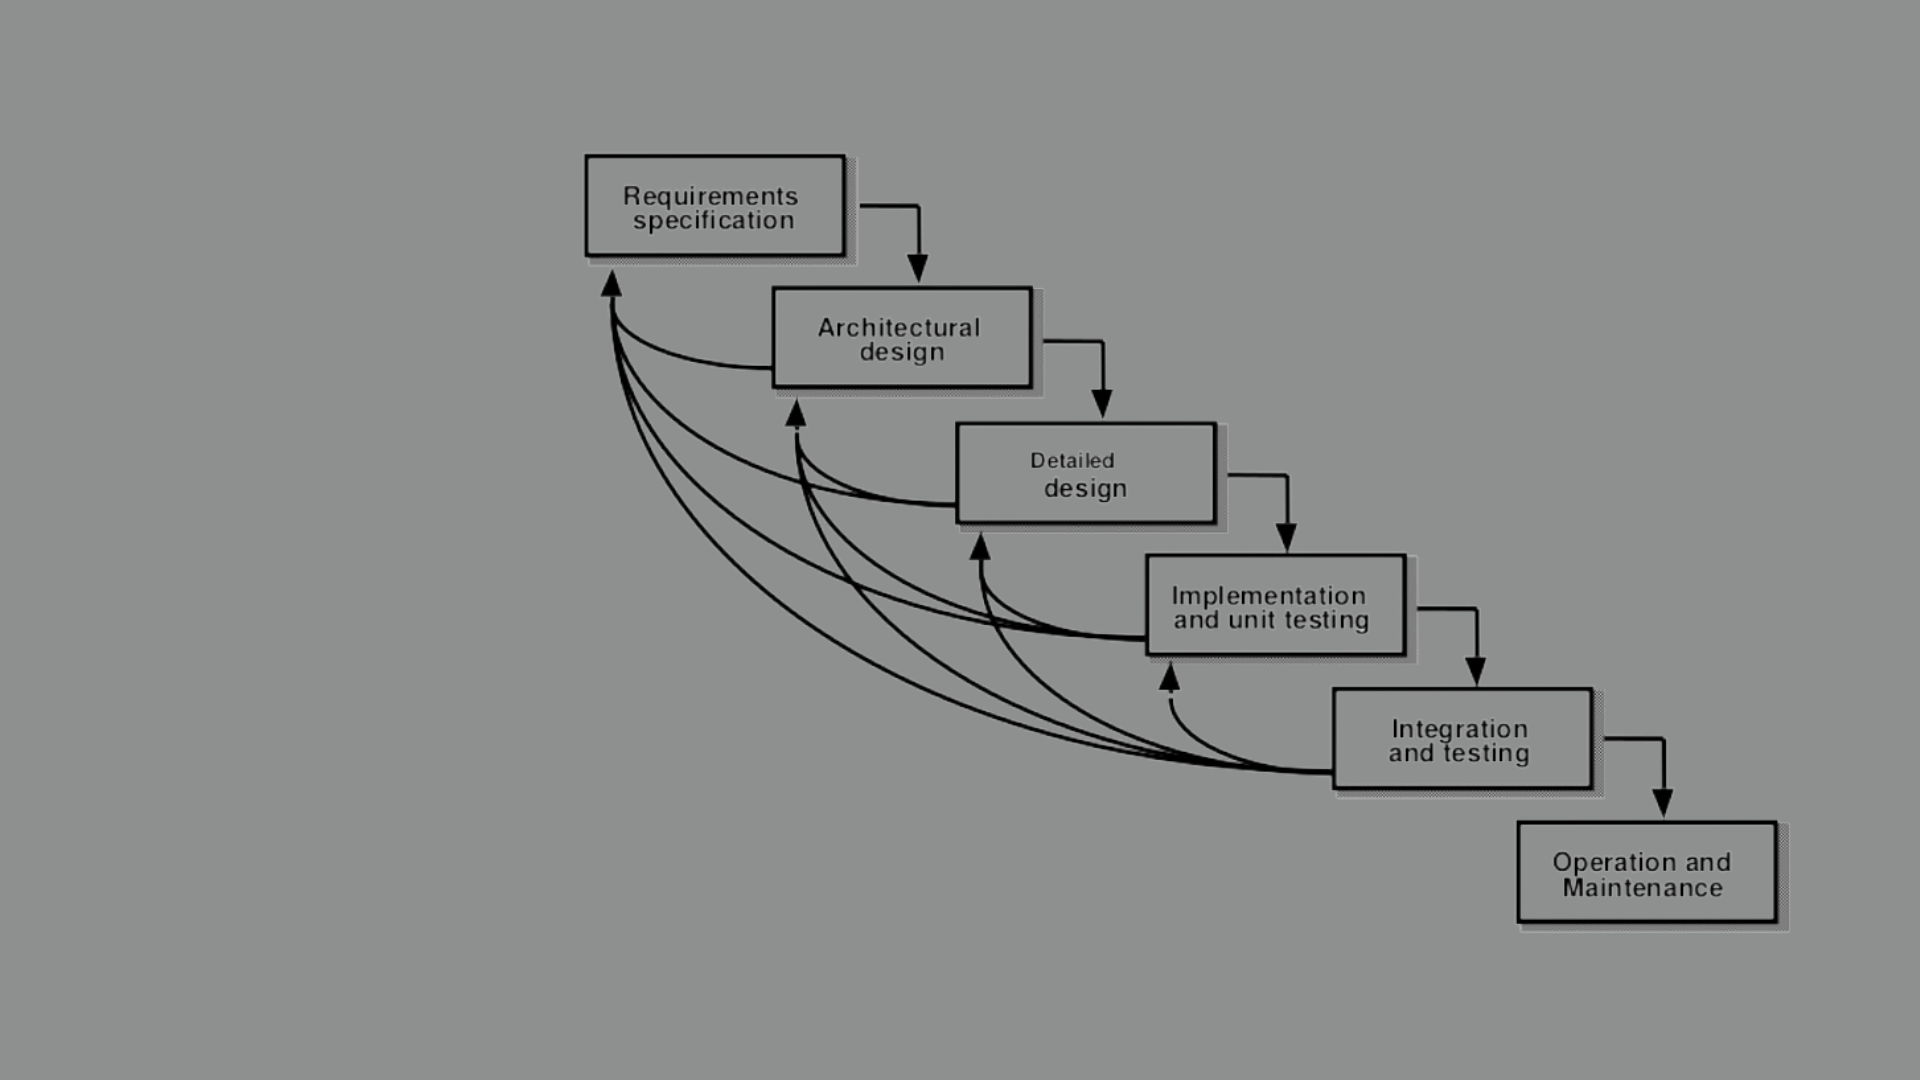 Requirements
specification
Architectural
design
Detailed
design
Implementation
and unit testing
Integration
and testing
Operation and
Maintenance